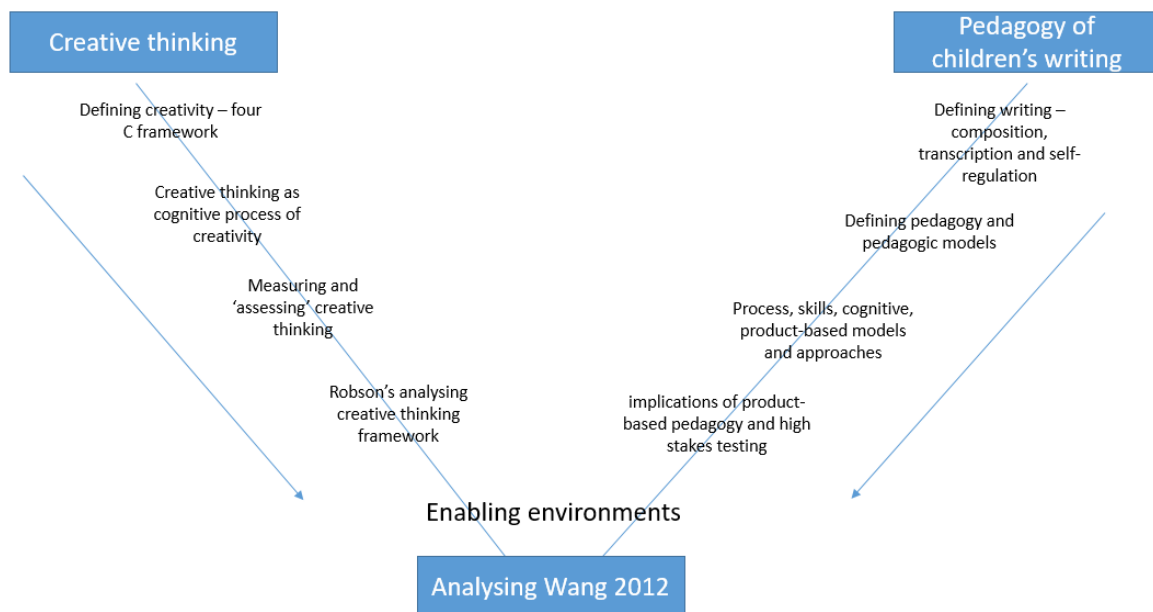 Creative thinking
Defining creativity – four
C framework
Creative thinking as
cognitive process of
creativity
Measuring and
‘assessing’ creative
thinking
Robson’s analysing
creative thinking
framework
Pedagogy of
children’s writing
Defining writing –
composition,
transcription and self-
regulation
Defining pedagogy and
pedagogic models
Process, skills, cognitive,
product-based models
and approaches
implications of product-
based pedagogy and high
stakes testing
Enabling environments
Analysing Wang 2012